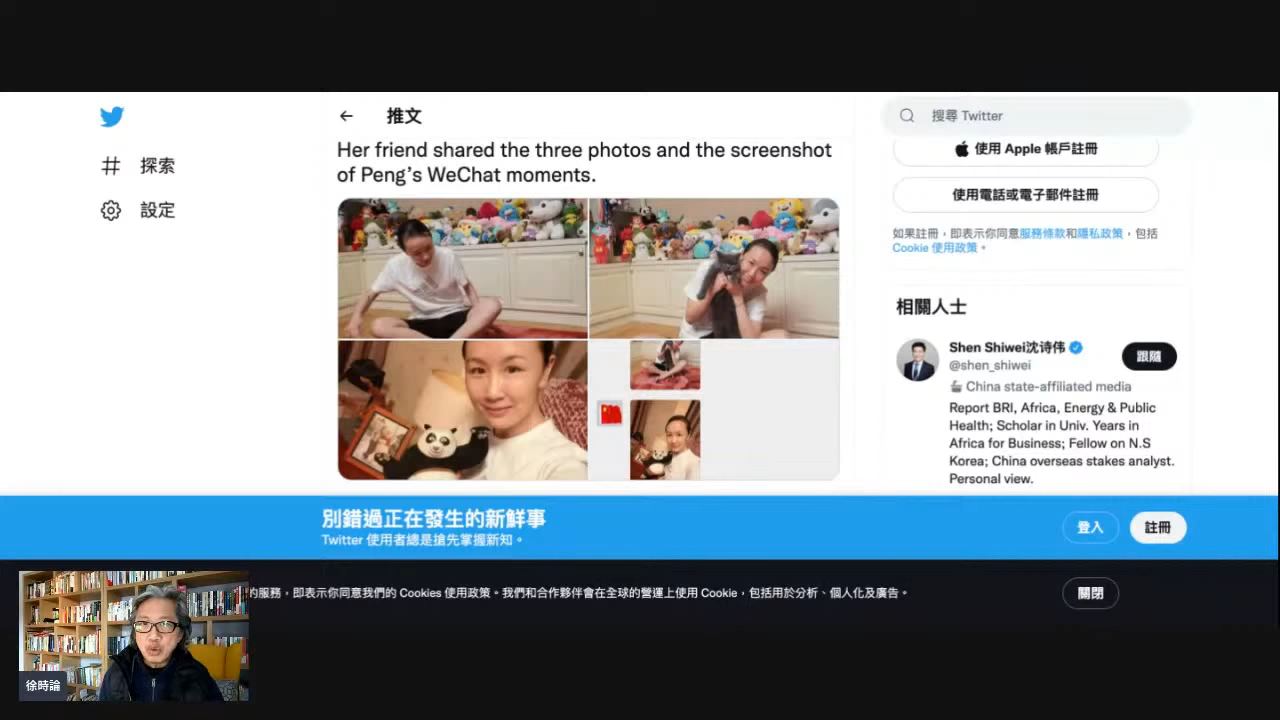 推文
搜尋 Twitter
探索
設定
Her friend shared the three photos and the screenshot
of Peng's WeChat moments.
使用 Apple 帳戶註冊
使用電話或電子郵件註冊
如果註冊，即表示你同意服務條款和隱私政策，包括
Cookie 使用政策。
相關人士
Shen Shiwei沈诗伟
@shen_shiwei
跟隨
China state-affiliated media
Report BRI, Africa, Energy & Public
Health; Scholar in Univ. Years in
Africa for Business; Fellow on N.S
Korea; China overseas stakes analyst.
Personal view.
別錯過正在發生的新鮮事
Twitter 使用者總是搶先掌握新知。
登入
註冊
的服務，即表示你同意我們的 Cookies 使用政策。我們和合作夥伴會在全球的營運上使用 Cookie，包括用於分析、個人化及廣告。
關閉
徐時論